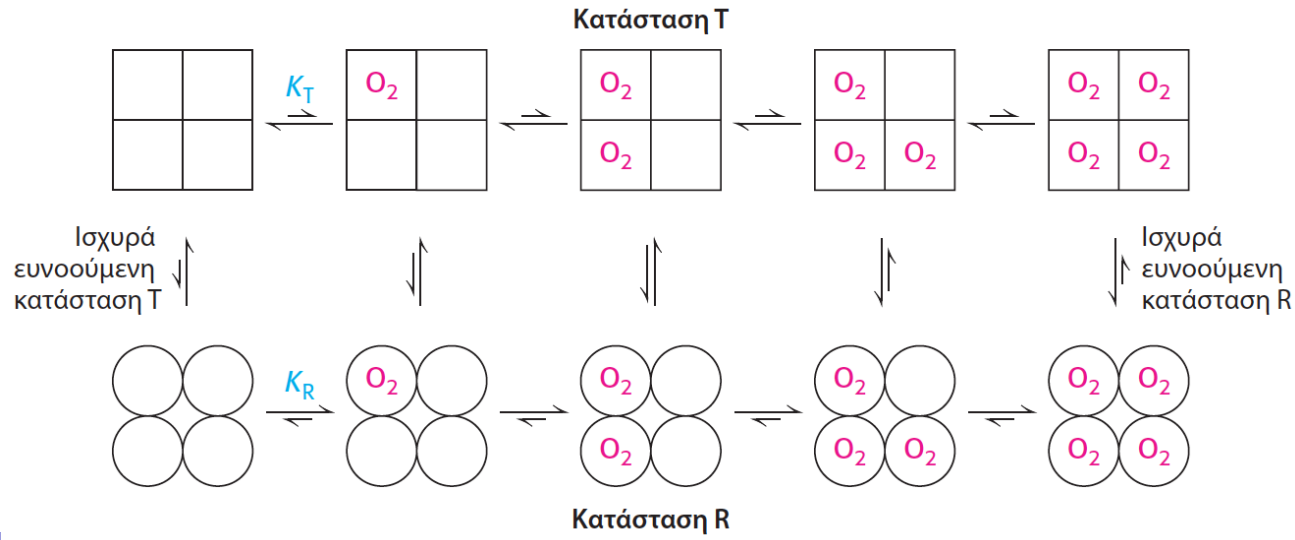 Κατάσταση T
K_T
O₂
O₂
O₂
O₂
O₂
O₂
O₂
O₂
O₂
O₂
Ισχυρά
ευνοούμενη
κατάσταση T
Ισχυρά
ευνοούμενη
κατάσταση R
K_R
O₂
O₂
O₂
O₂
O₂
O₂
O₂
O₂
O₂
O₂
Κατάσταση R